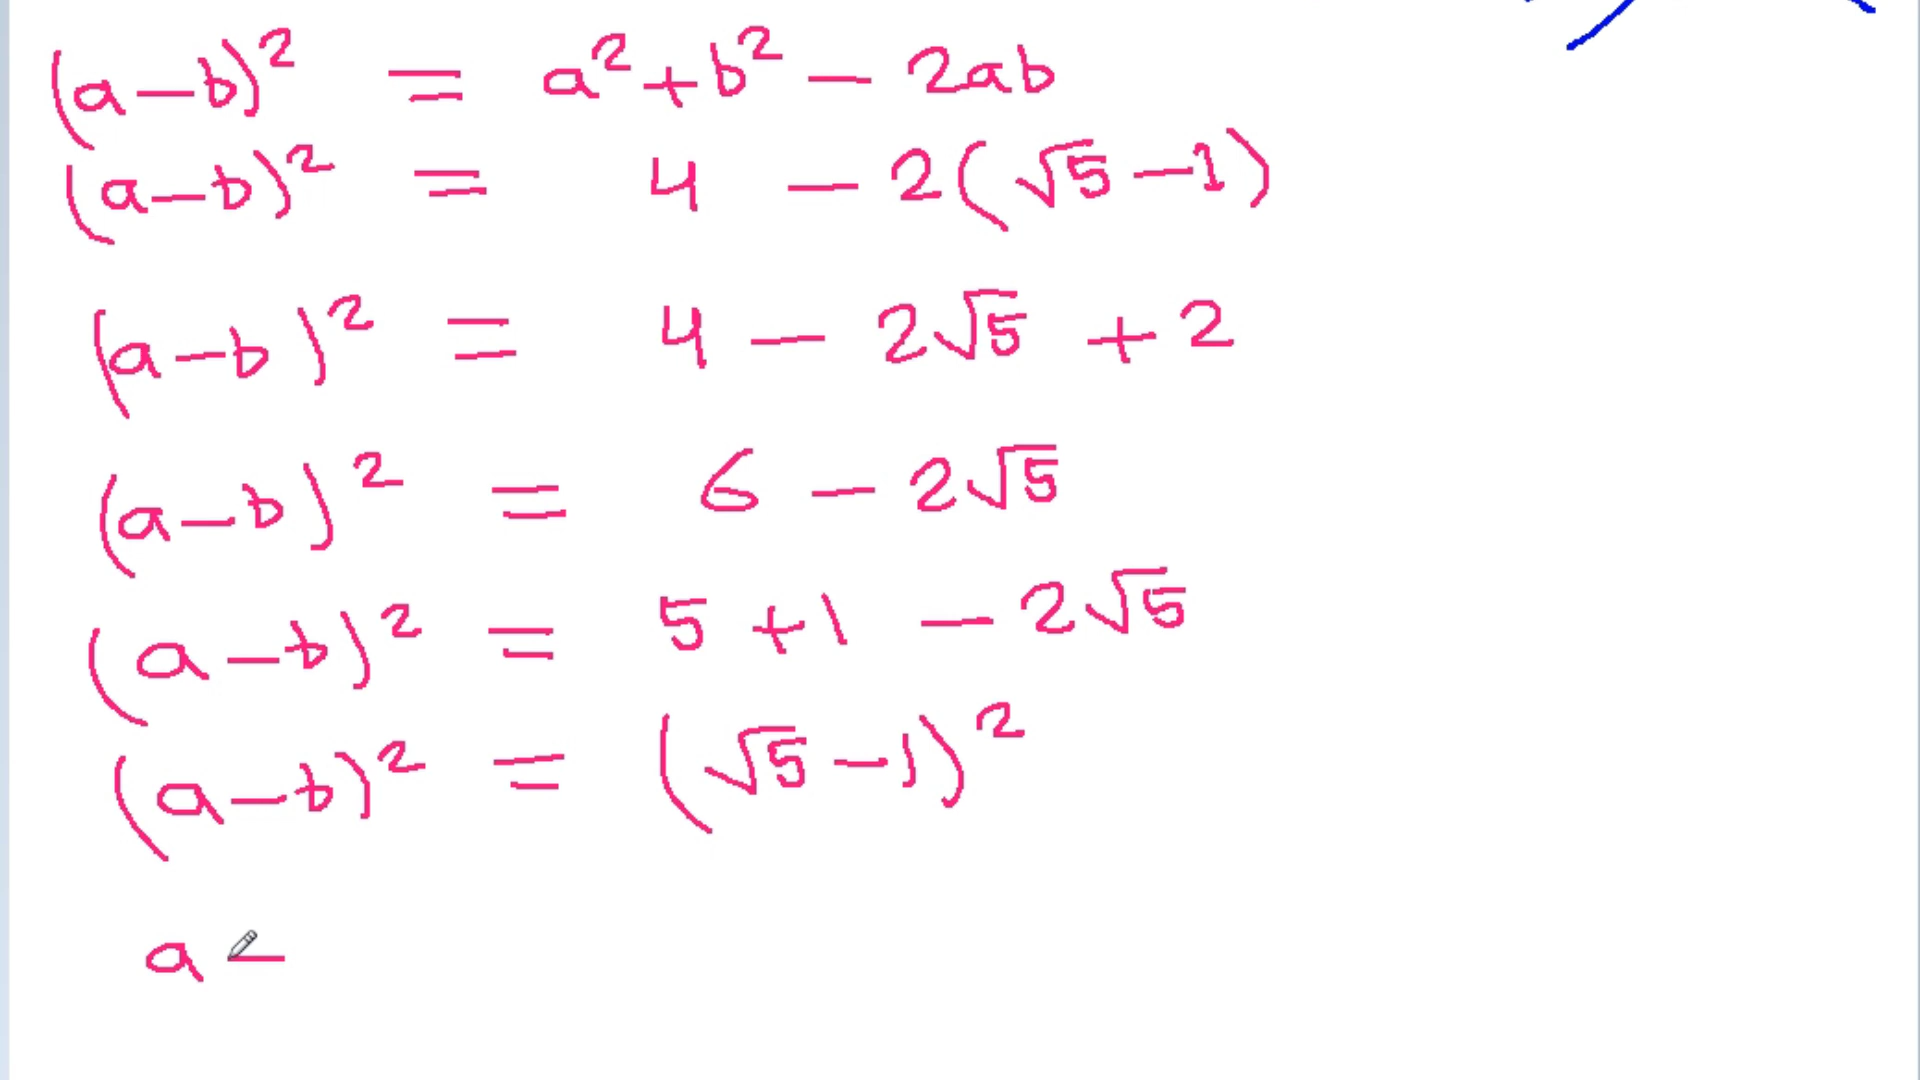 (a-b)² = a²+b² - 2ab
(a-b)² = 4 - 2(√5-1)
(a-b)² = 4 - 2√5 + 2
(a-b)² = 6 - 2√5
(a-b)² = 5 + 1 - 2√5
(a-b)² = (√5-1)²
a -